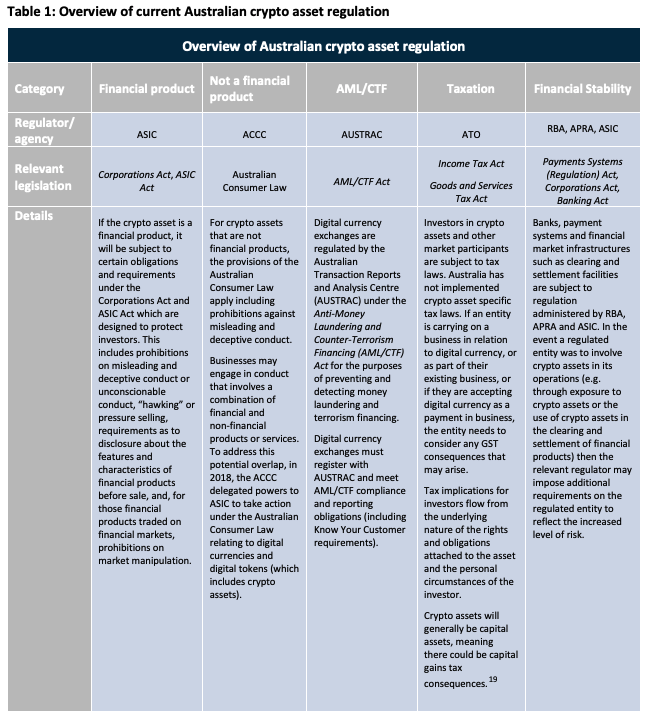 Table 1: Overview of current Australian crypto asset regulation
Overview of Australian crypto asset regulation
Category
Financial product
Not a financial
product
AML/CTF
Taxation
Financial Stability
Regulator/
agency
ASIC
ACCC
AUSTRAC
ATO
RBA, APRA, ASIC
Relevant
legislation
Corporations Act, ASIC
Act
Australian
Consumer Law
AML/CTF Act
Income Tax Act
Goods and Services
Tax Act
Payments Systems
(Regulation) Act,
Corporations Act,
Banking Act
Details
If the crypto asset is a
financial product, it
will be subject to
certain obligations
and requirements
under the
Corporations Act and
ASIC Act which are
designed to protect
investors. This
includes prohibitions
on misleading and
deceptive conduct or
unconscionable
conduct, “hawking” or
pressure selling,
requirements as to
disclosure about the
features and
characteristics of
financial products
before sale, and, for
those financial
products traded on
financial markets,
prohibitions on
market manipulation.
For crypto assets
that are not
financial products,
the provisions of the
Australian
Consumer Law
apply including
prohibitions against
misleading and
deceptive conduct.
Businesses may
engage in conduct
that involves a
combination of
financial and
non-financial
products or services.
To address this
potential overlap, in
2018, the ACCC
delegated powers to
ASIC to take action
under the Australian
Consumer Law
relating to digital
currencies and
digital tokens (which
includes crypto
assets).
Digital currency
exchanges are
regulated by the
Australian
Transaction Reports
and Analysis Centre
(AUSTRAC) under the
Anti-Money
Laundering and
Counter-Terrorism
Financing (AML/CTF)
Act for the purposes
of preventing and
detecting money
laundering and
terrorism financing.
Digital currency
exchanges must
register with
AUSTRAC and meet
AML/CTF compliance
and reporting
obligations (including
Know Your Customer
requirements).
Investors in crypto
assets and other
market participants
are subject to tax
laws. Australia has
not implemented
crypto asset specific
tax laws. If an entity
is carrying on a
business in relation
to digital currency, or
as part of their
existing business, or
if they are accepting
digital currency as a
payment in business,
the entity needs to
consider any GST
consequences that
may arise.
Tax implications for
investors flow from
the underlying
nature of the rights
and obligations
attached to the asset
and the personal
circumstances of the
investor.
Crypto assets will
generally be capital
assets, meaning
there could be capital
gains tax
consequences.19
Banks, payment
systems and financial
market infrastructures
such as clearing and
settlement facilities
are subject to
regulation
administered by RBA,
APRA and ASIC. In the
event a regulated
entity was to involve
crypto assets in its
operations (e.g.
through exposure to
crypto assets or the
use of crypto assets in
the clearing and
settlement of financial
products) then the
relevant regulator may
impose additional
requirements on the
regulated entity to
reflect the increased
level of risk.